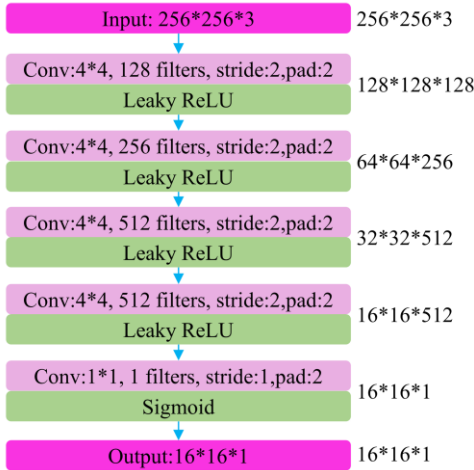 Input: 256*256*3
256*256*3
Conv:4*4, 128 filters, stride:2,pad:2
Leaky ReLU
128*128*128
Conv:4*4, 256 filters, stride:2,pad:2
Leaky ReLU
64*64*256
Conv:4*4, 512 filters, stride:2,pad:2
Leaky ReLU
32*32*512
Conv:4*4, 512 filters, stride:2,pad:2
Leaky ReLU
16*16*512
Conv:1*1, 1 filters, stride:1,pad:2
Sigmoid
16*16*1
Output:16*16*1
16*16*1